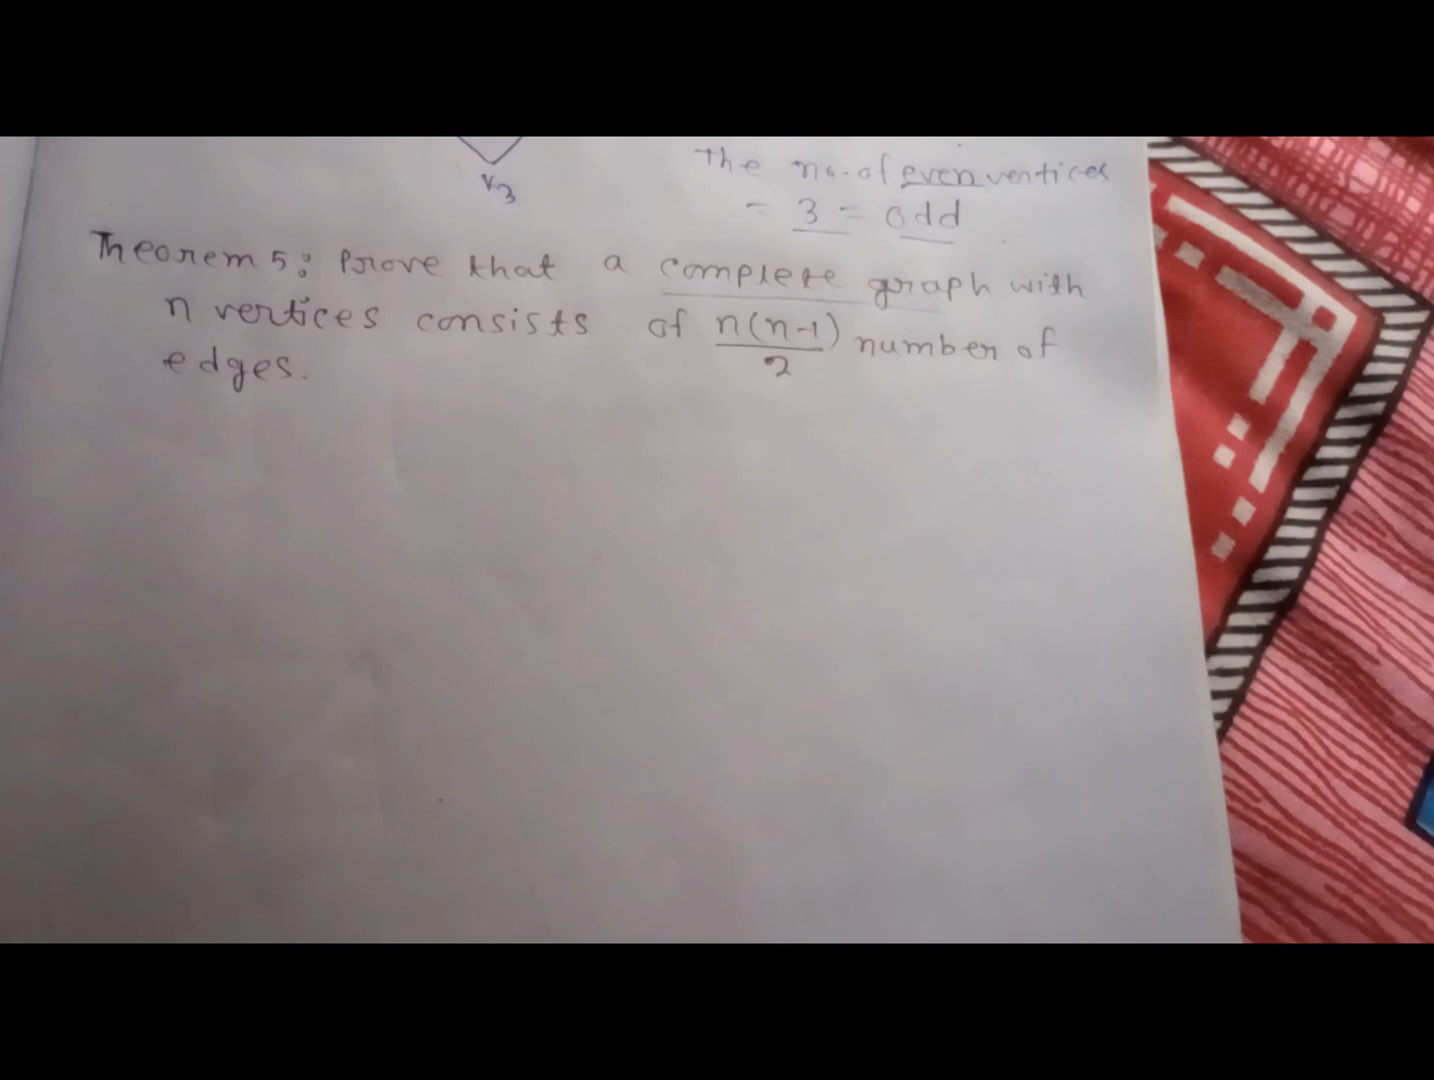 v3
The no. of even vertices
= 3 = odd
Theorem 5: Prove that a complete graph with
n vertices consists of n(n-1)/2 number of
edges.